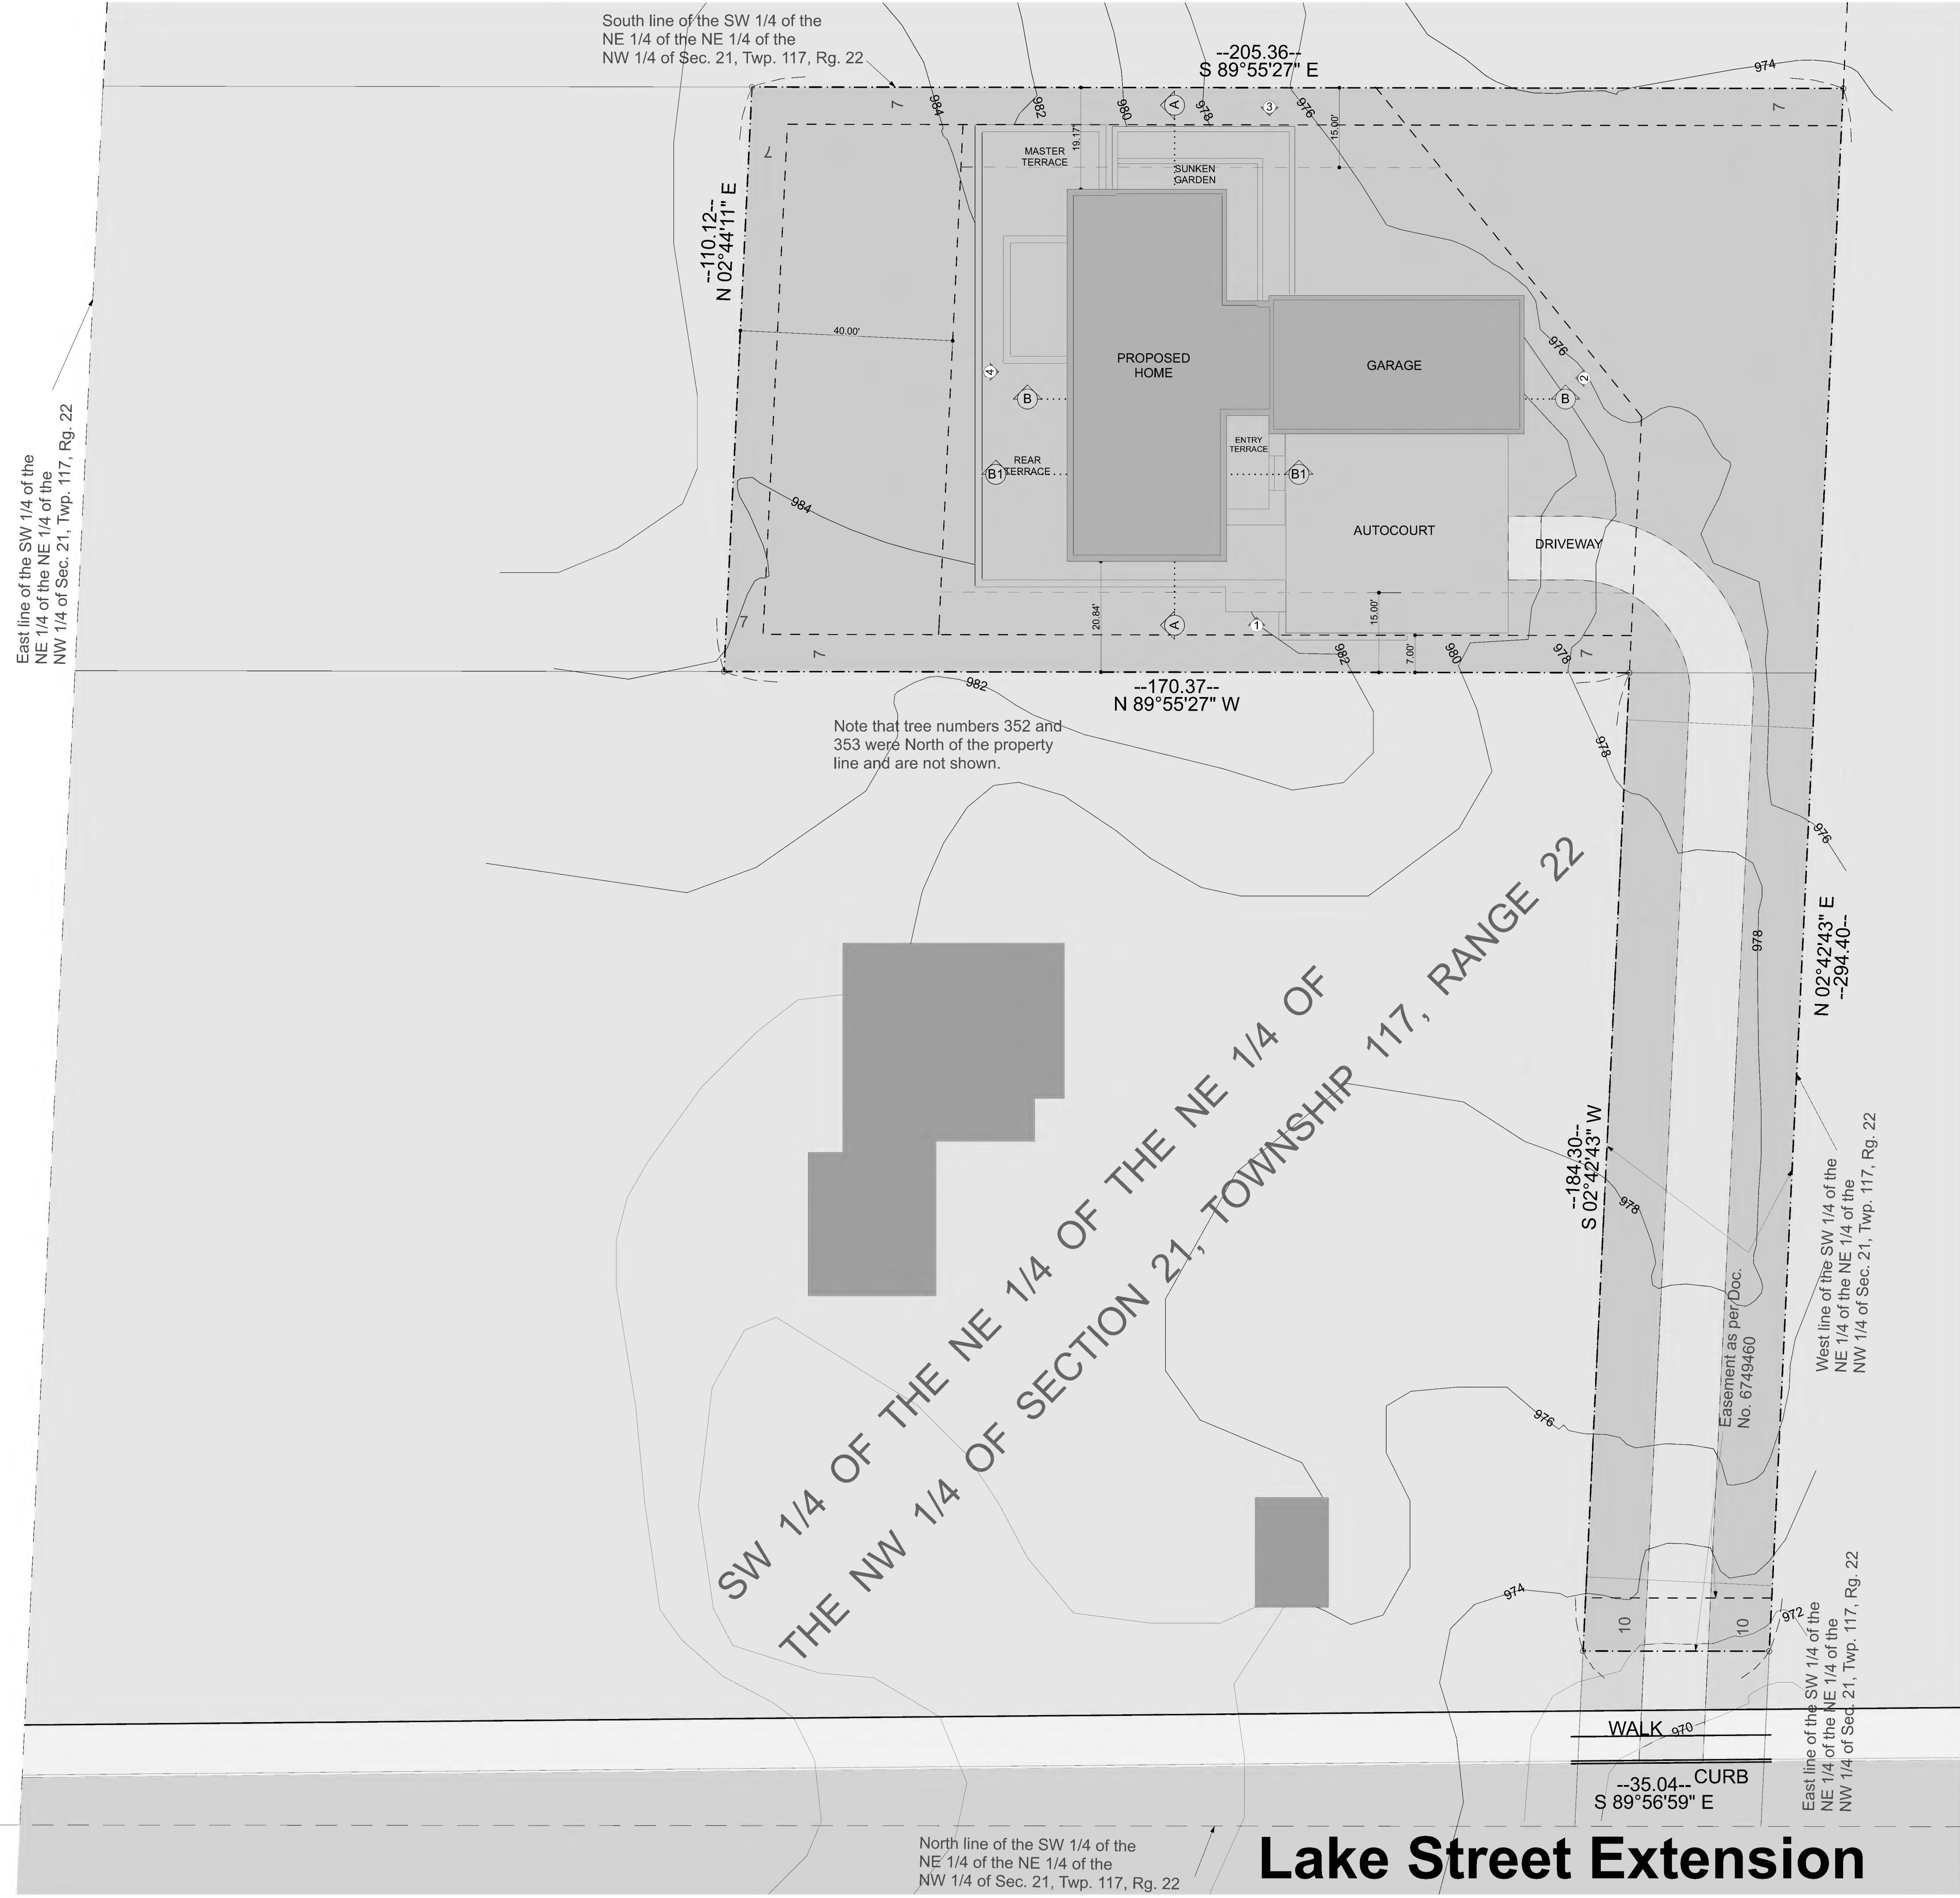 South line of the SW 1/4 of the
NE 1/4 of the NE 1/4 of the
NW 1/4 of Sec. 21, Twp. 117, Rg. 22
--205.36--
S 89°55'27" E
974
7
984
982
980
A
978
3
976
15.00'
7
7
19.17'
MASTER
TERRACE
SUNKEN
GARDEN
--110.12--
N 02°44'11" E
40.00'
PROPOSED
HOME
GARAGE
976
2
4
B
B
ENTRY
TERRACE
REAR
TERRACE
B1
B1
984
AUTOCOURT
DRIVEWAY
East line of the SW 1/4 of the
NE 1/4 of the NE 1/4 of the
NW 1/4 of Sec. 21, Twp. 117, Rg. 22
7
20.84'
A
1
15.00'
7.00'
7
982
980
978
7
982
--170.37--
N 89°55'27" W
Note that tree numbers 352 and
353 were North of the property
line and are not shown.
978
976
978
N 02°42'43" E
--294.40--
SW 1/4 OF THE NE 1/4 OF THE NE 1/4 OF
THE NW 1/4 OF SECTION 21, TOWNSHIP 117, RANGE 22
--184.30--
S 02°42'43" W
978
West line of the SW 1/4 of the
NE 1/4 of the NE 1/4 of the
NW 1/4 of Sec. 21, Twp. 117, Rg. 22
Easement as per Doc.
No. 6749460
976
974
10
10
972
East line of the SW 1/4 of the
NE 1/4 of the NE 1/4 of the
NW 1/4 of Sec. 21, Twp. 117, Rg. 22
WALK
970
CURB
--35.04--
S 89°56'59" E
North line of the SW 1/4 of the
NE 1/4 of the NE 1/4 of the
NW 1/4 of Sec. 21, Twp. 117, Rg. 22
Lake Street Extension